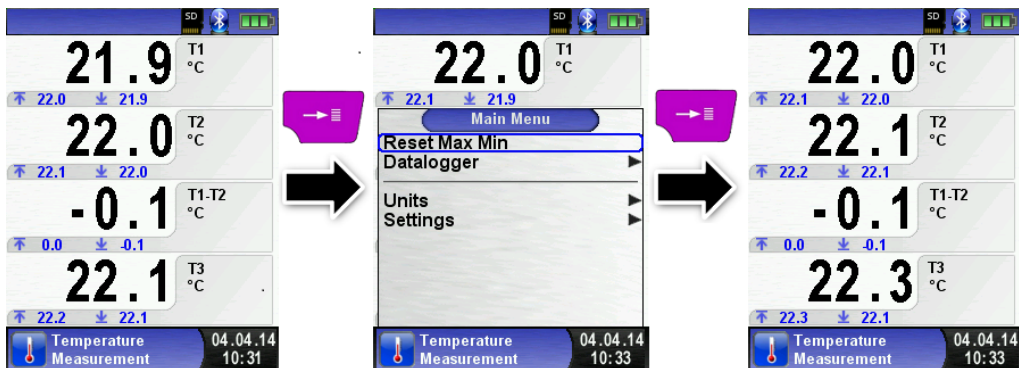 SD
21.9 T1 °C
22.0 21.9
22.0 T2 °C
22.1 22.0
-0.1 T1-T2 °C
0.0 -0.1
22.1 T3 °C
22.2 22.1
Temperature Measurement 04.04.14 10:31
SD
22.0 T1 °C
22.1 21.9
Main Menu
Reset Max Min
Datalogger
Units
Settings
Temperature Measurement 04.04.14 10:33
SD
22.0 T1 °C
22.1 22.0
22.1 T2 °C
22.2 22.1
-0.1 T1-T2 °C
0.0 -0.1
22.3 T3 °C
22.3 22.1
Temperature Measurement 04.04.14 10:33